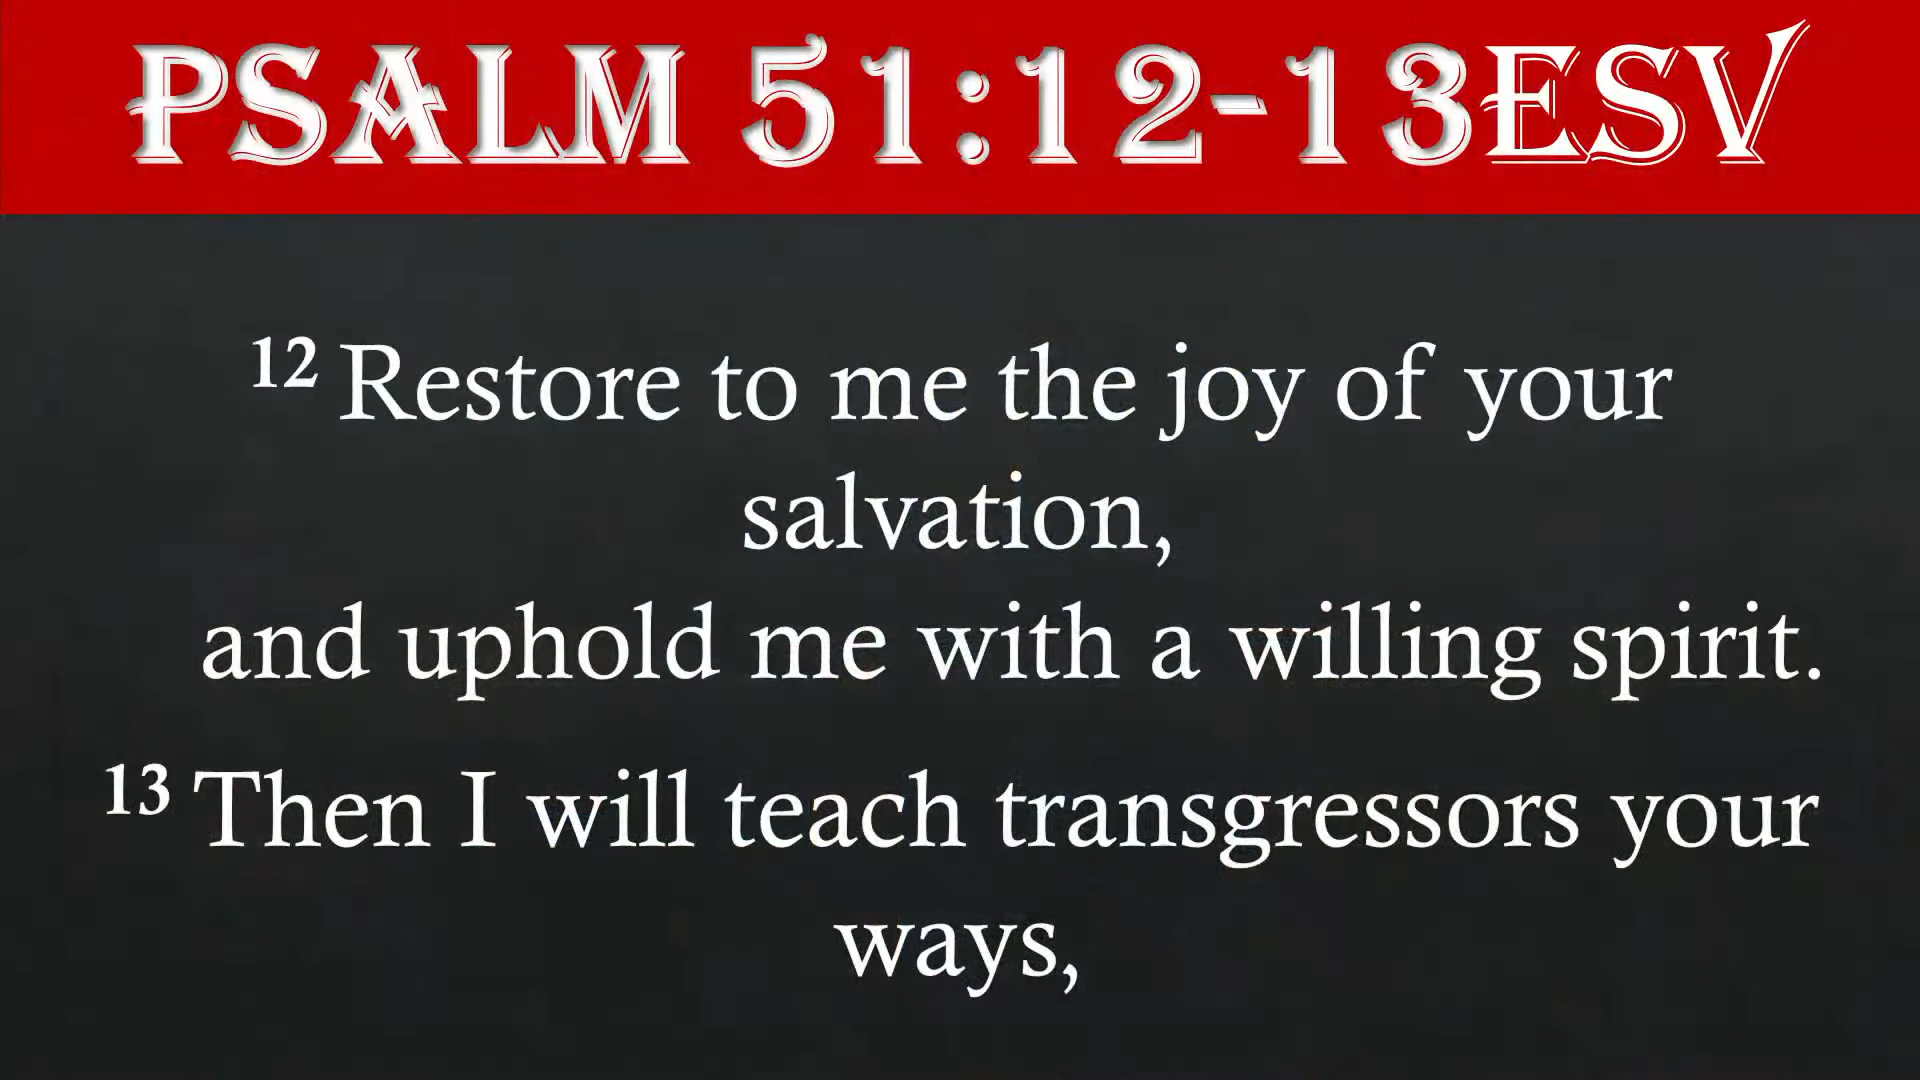 PSALM 51:12-13ESV
12 Restore to me the joy of your
salvation,
and uphold me with a willing spirit.
13 Then I will teach transgressors your
ways,